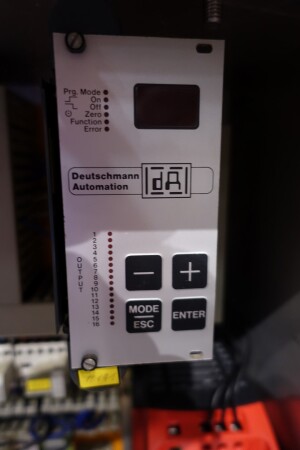 Prg. Mode
On
Off
Zero
Function
Error
Deutschmann
Automation
dA
1
2
3
4
5
6
7
8
9
10
11
12
13
14
15
16
OUTPUT
−
+
MODE
ESC
ENTER